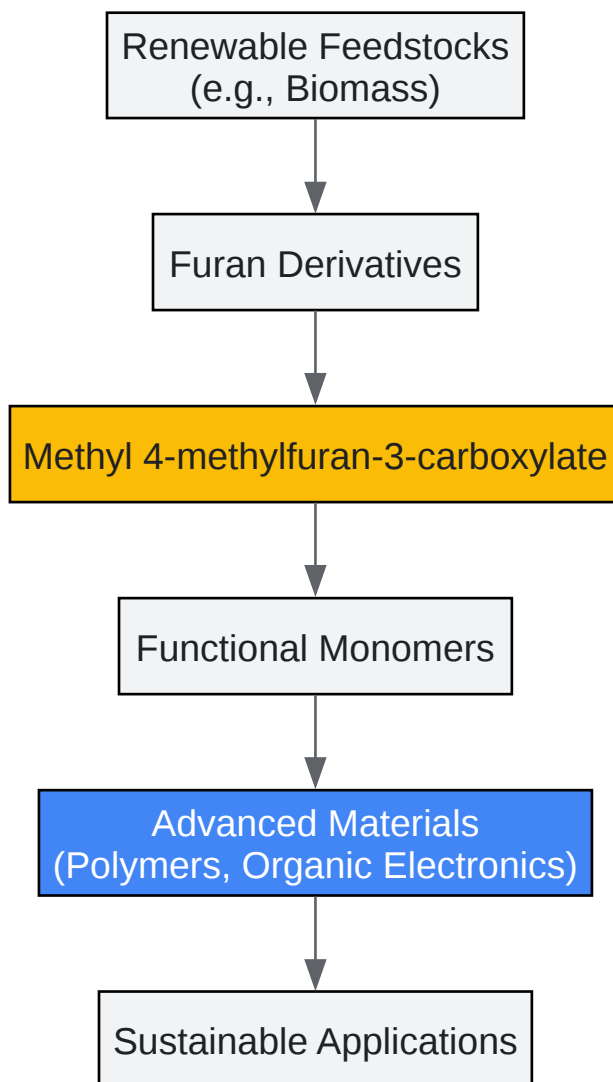 Renewable Feedstocks
(e.g., Biomass)
Furan Derivatives
Methyl 4-methylfuran-3-carboxylate
Functional Monomers
Advanced Materials
(Polymers, Organic Electronics)
Sustainable Applications